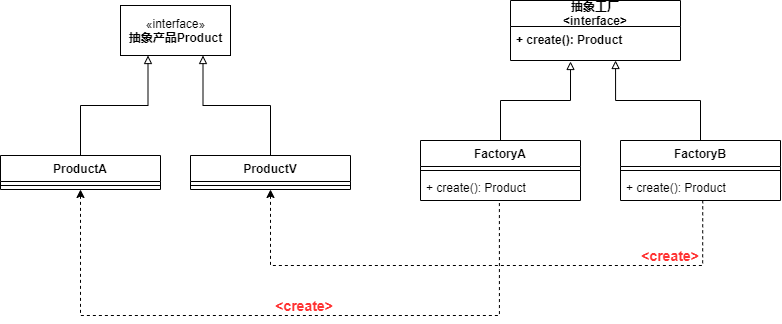 «interface»
抽象产品Product
抽象工厂
<interface>
+ create(): Product
ProductA
ProductV
FactoryA
+ create(): Product
FactoryB
+ create(): Product
<create>
<create>